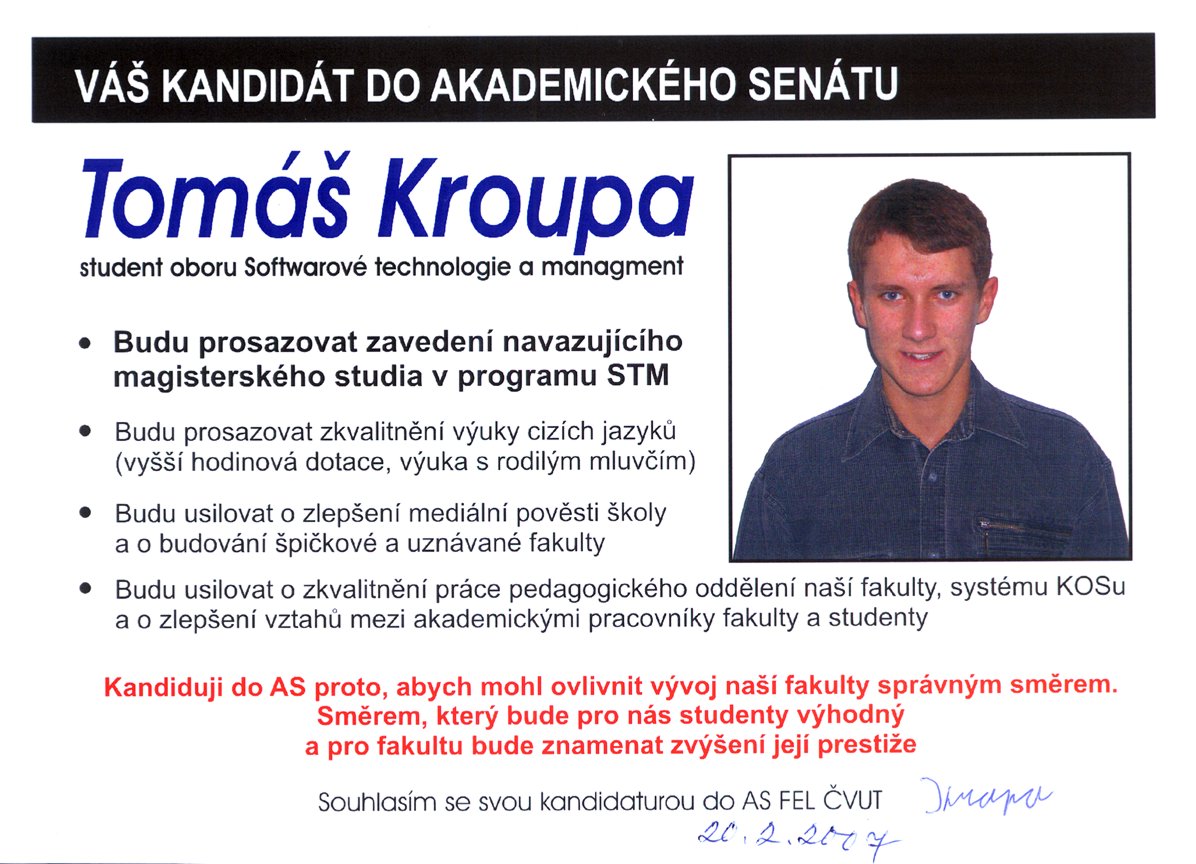 VÁŠ KANDIDÁT DO AKADEMICKÉHO SENÁTU
Tomáš Kroupa
student oboru Softwarové technologie a managment
• Budu prosazovat zavedení navazujícího
magisterského studia v programu STM
• Budu prosazovat zkvalitnění výuky cizích jazyků
(vyšší hodinová dotace, výuka s rodilým mluvčím)
• Budu usilovat o zlepšení mediální pověsti školy
a o budování špičkové a uznávané fakulty
• Budu usilovat o zkvalitnění práce pedagogického oddělení naší fakulty, systému KOSu
a o zlepšení vztahů mezi akademickými pracovníky fakulty a studenty
Kandiduji do AS proto, abych mohl ovlivnit vývoj naší fakulty správným směrem.
Směrem, který bude pro nás studenty výhodný
a pro fakultu bude znamenat zvýšení její prestiže
Souhlasím se svou kandidaturou do AS FEL ČVUT Kroupa
20.2.2007